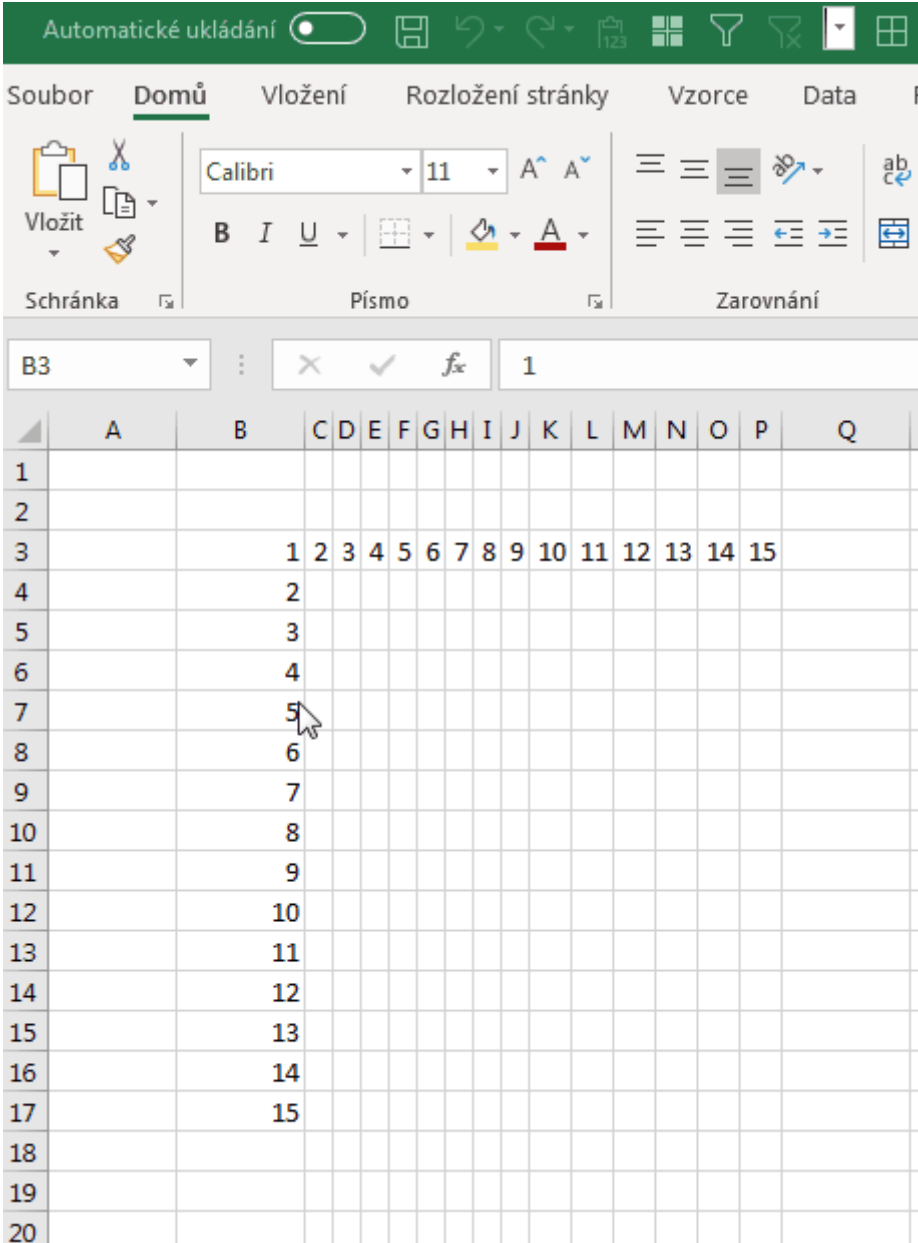 Automatické ukládání 123
Soubor Domů Vložení Rozložení stránky Vzorce Data
Vložit Calibri 11 A^ A˅ ab c
B I U A
Schránka Písmo Zarovnání
B3 fx 1
A B C D E F G H I J K L M N O P Q
1
2
3 1 2 3 4 5 6 7 8 9 10 11 12 13 14 15
4 2
5 3
6 4
7 5
8 6
9 7
10 8
11 9
12 10
13 11
14 12
15 13
16 14
17 15
18
19
20